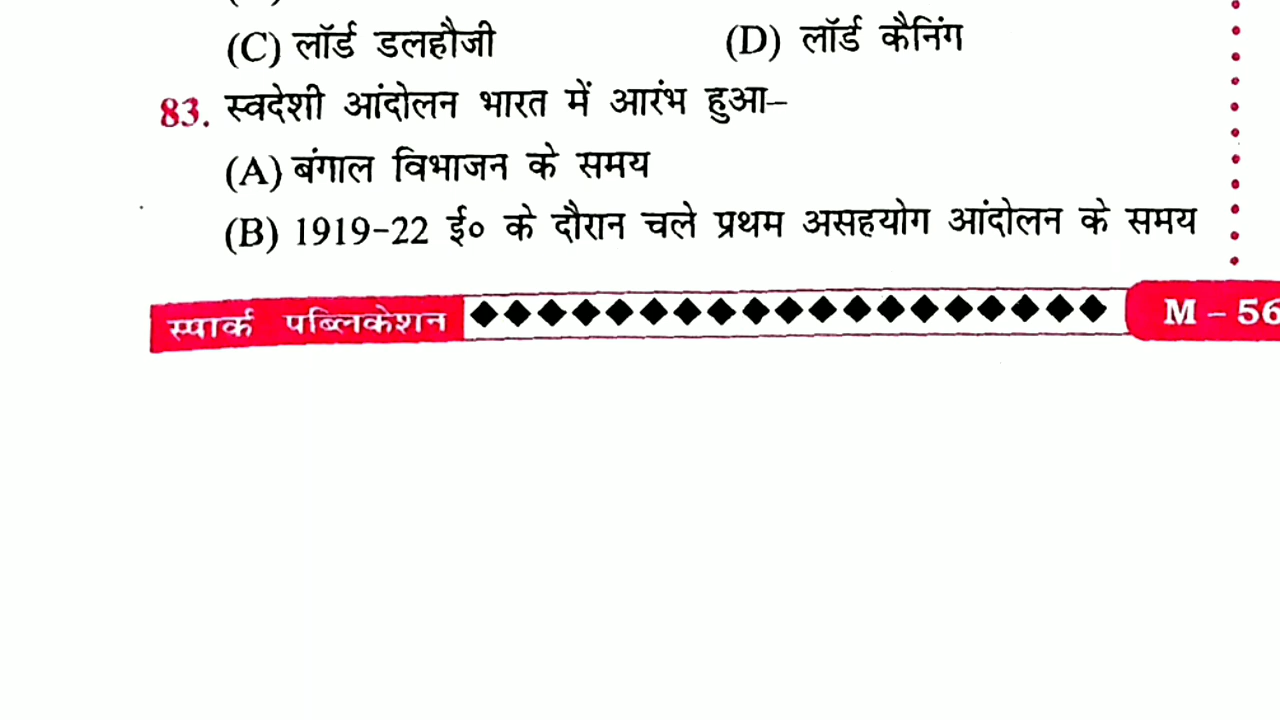 (C) लॉर्ड डलहौजी (D) लॉर्ड कैनिंग
83. स्वदेशी आंदोलन भारत में आरंभ हुआ–
(A) बंगाल विभाजन के समय
(B) 1919-22 ई० के दौरान चले प्रथम असहयोग आंदोलन के समय
स्पार्क पब्लिकेशन M – 56